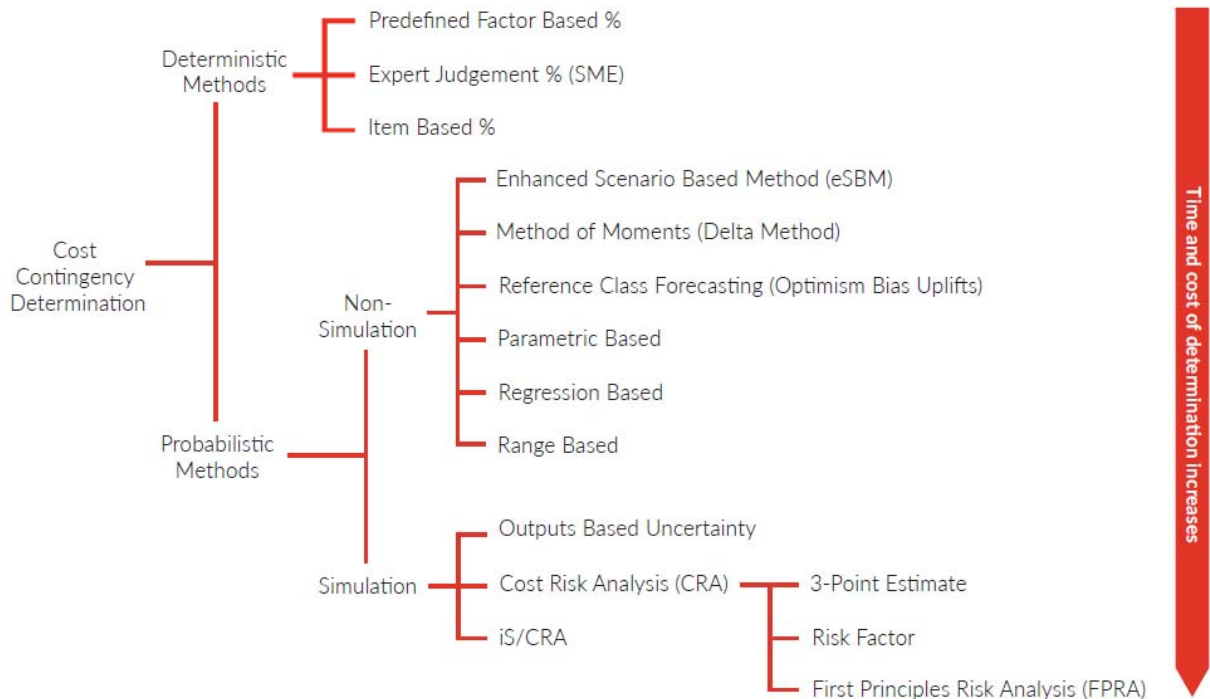 Predefined Factor Based %
Deterministic
Methods
Expert Judgement % (SME)
Item Based %
Enhanced Scenario Based Method (eSBM)
Method of Moments (Delta Method)
Cost
Contingency
Determination
Non-
Simulation
Reference Class Forecasting (Optimism Bias Uplifts)
Parametric Based
Regression Based
Probabilistic
Methods
Range Based
Outputs Based Uncertainty
Simulation
Cost Risk Analysis (CRA)
3-Point Estimate
iS/CRA
Risk Factor
First Principles Risk Analysis (FPRA)
Time and cost of determination increases